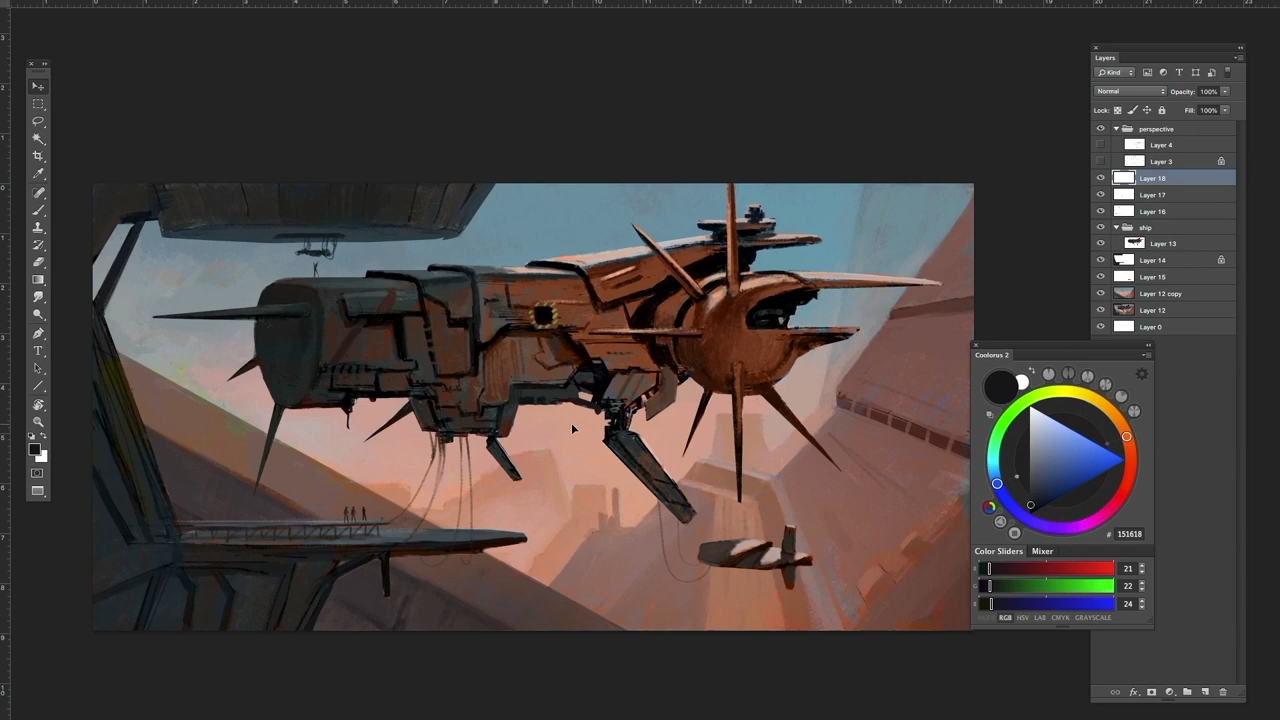 Layers
Kind
Normal
Opacity: 100%
Lock:
Fill: 100%
perspective
Layer 4
Layer 3
Layer 18
Layer 17
Layer 16
ship
Layer 13
Layer 14
Layer 15
Layer 12 copy
Layer 12
Layer 0
Coolorus 2
# 151618
Color Sliders Mixer
21
22
24
RGB HSV LAB CMYK GRAYSCALE